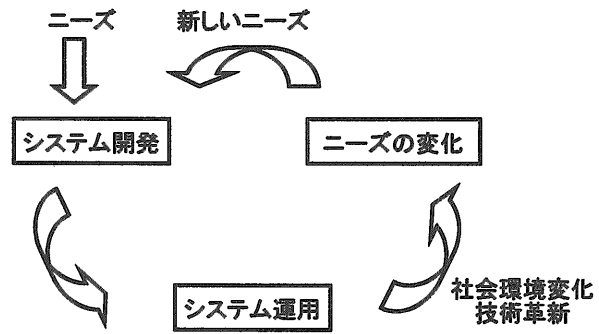 ニーズ
新しいニーズ
システム開発
ニーズの変化
システム運用
社会環境変化
技術革新